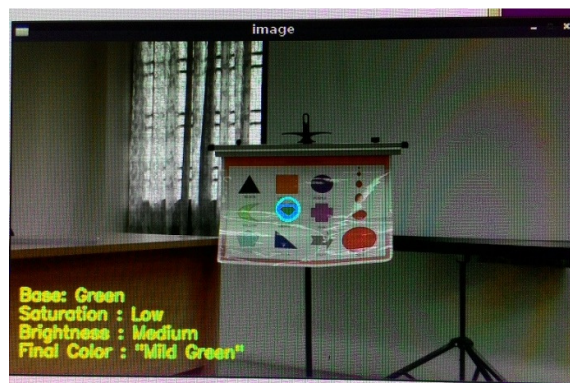 image
Base: Green
Saturation : Low
Brightness : Medium
Final Color : "Mild Green"